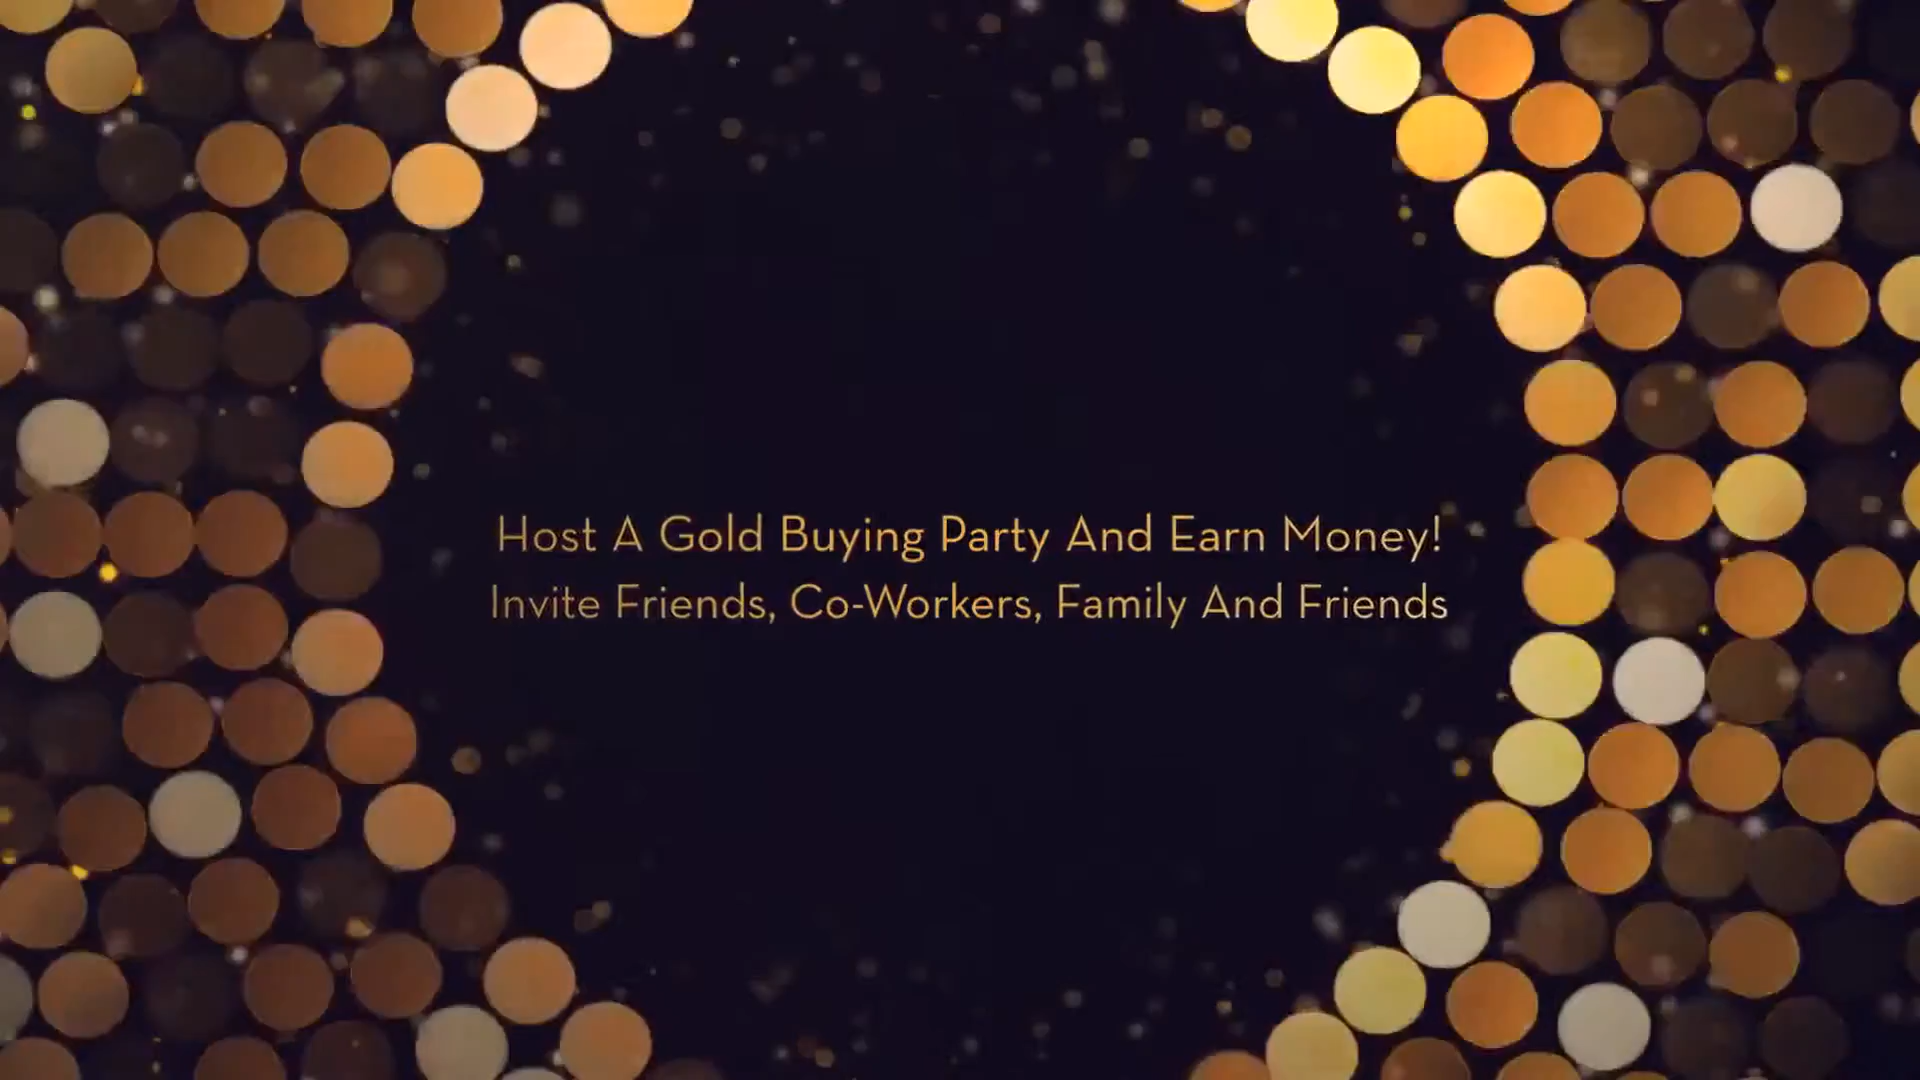 Host A Gold Buying Party And Earn Money!
Invite Friends, Co-Workers, Family And Friends